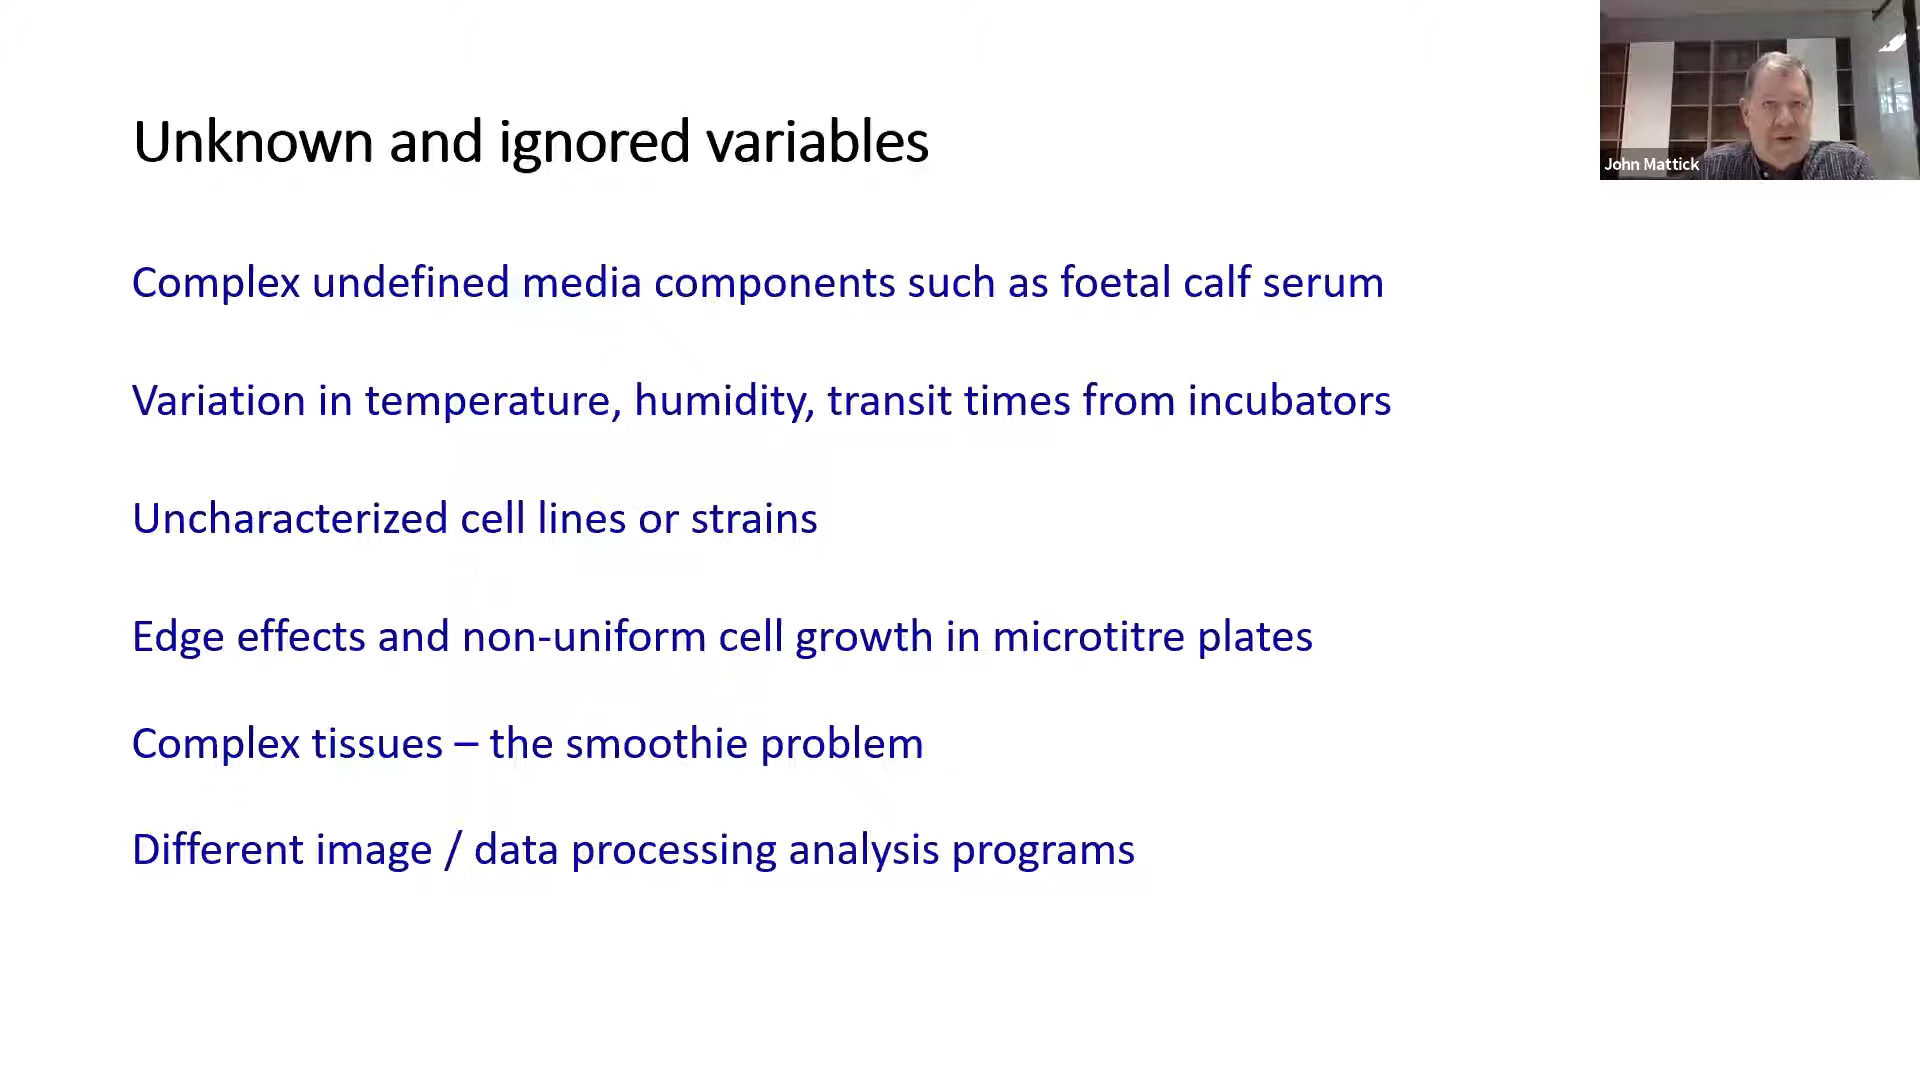 Unknown and ignored variables
John Mattick
Complex undefined media components such as foetal calf serum
Variation in temperature, humidity, transit times from incubators
Uncharacterized cell lines or strains
Edge effects and non-uniform cell growth in microtitre plates
Complex tissues – the smoothie problem
Different image / data processing analysis programs